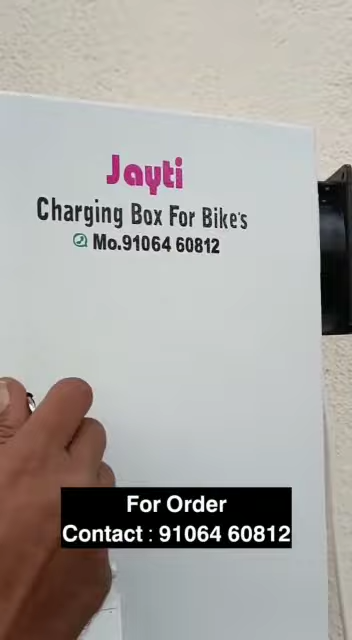 Jayti
Charging Box For Bike's
Mo.91064 60812
For Order
Contact : 91064 60812